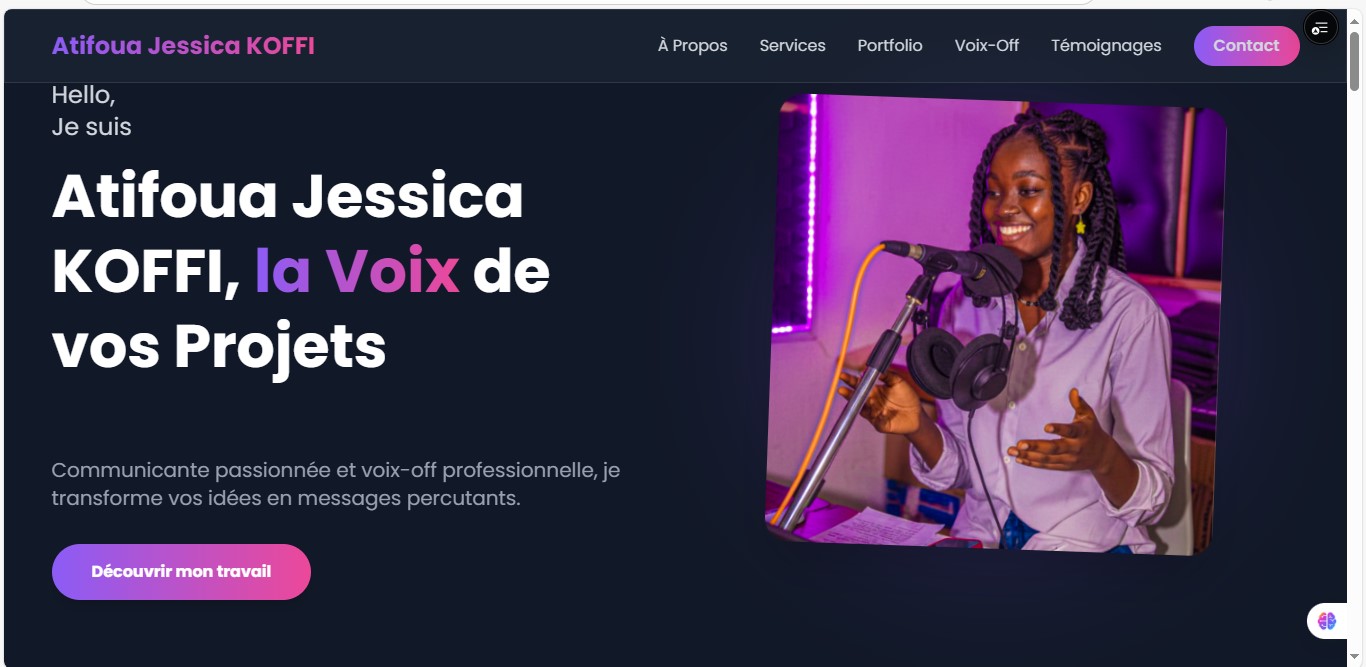 Atifoua Jessica KOFFI
À Propos
Services
Portfolio
Voix-Off
Témoignages
Contact
Hello,
Je suis
Atifoua Jessica
KOFFI, la Voix de
vos Projets
Communicante passionnée et voix-off professionnelle, je
transforme vos idées en messages percutants.
Découvrir mon travail